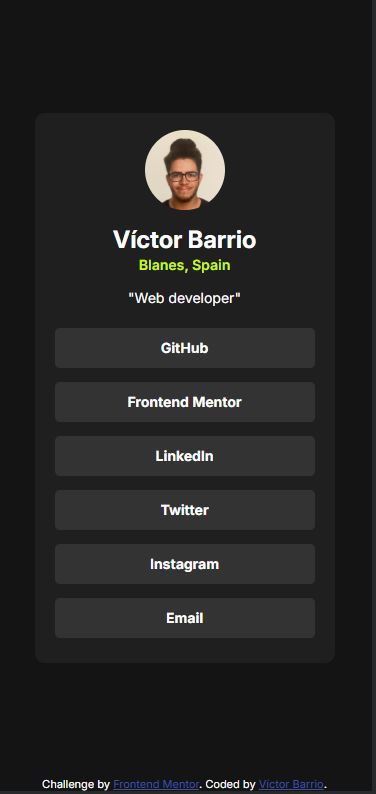 Víctor Barrio
Blanes, Spain
"Web developer"
GitHub
Frontend Mentor
LinkedIn
Twitter
Instagram
Email
Challenge by Frontend Mentor. Coded by Víctor Barrio.